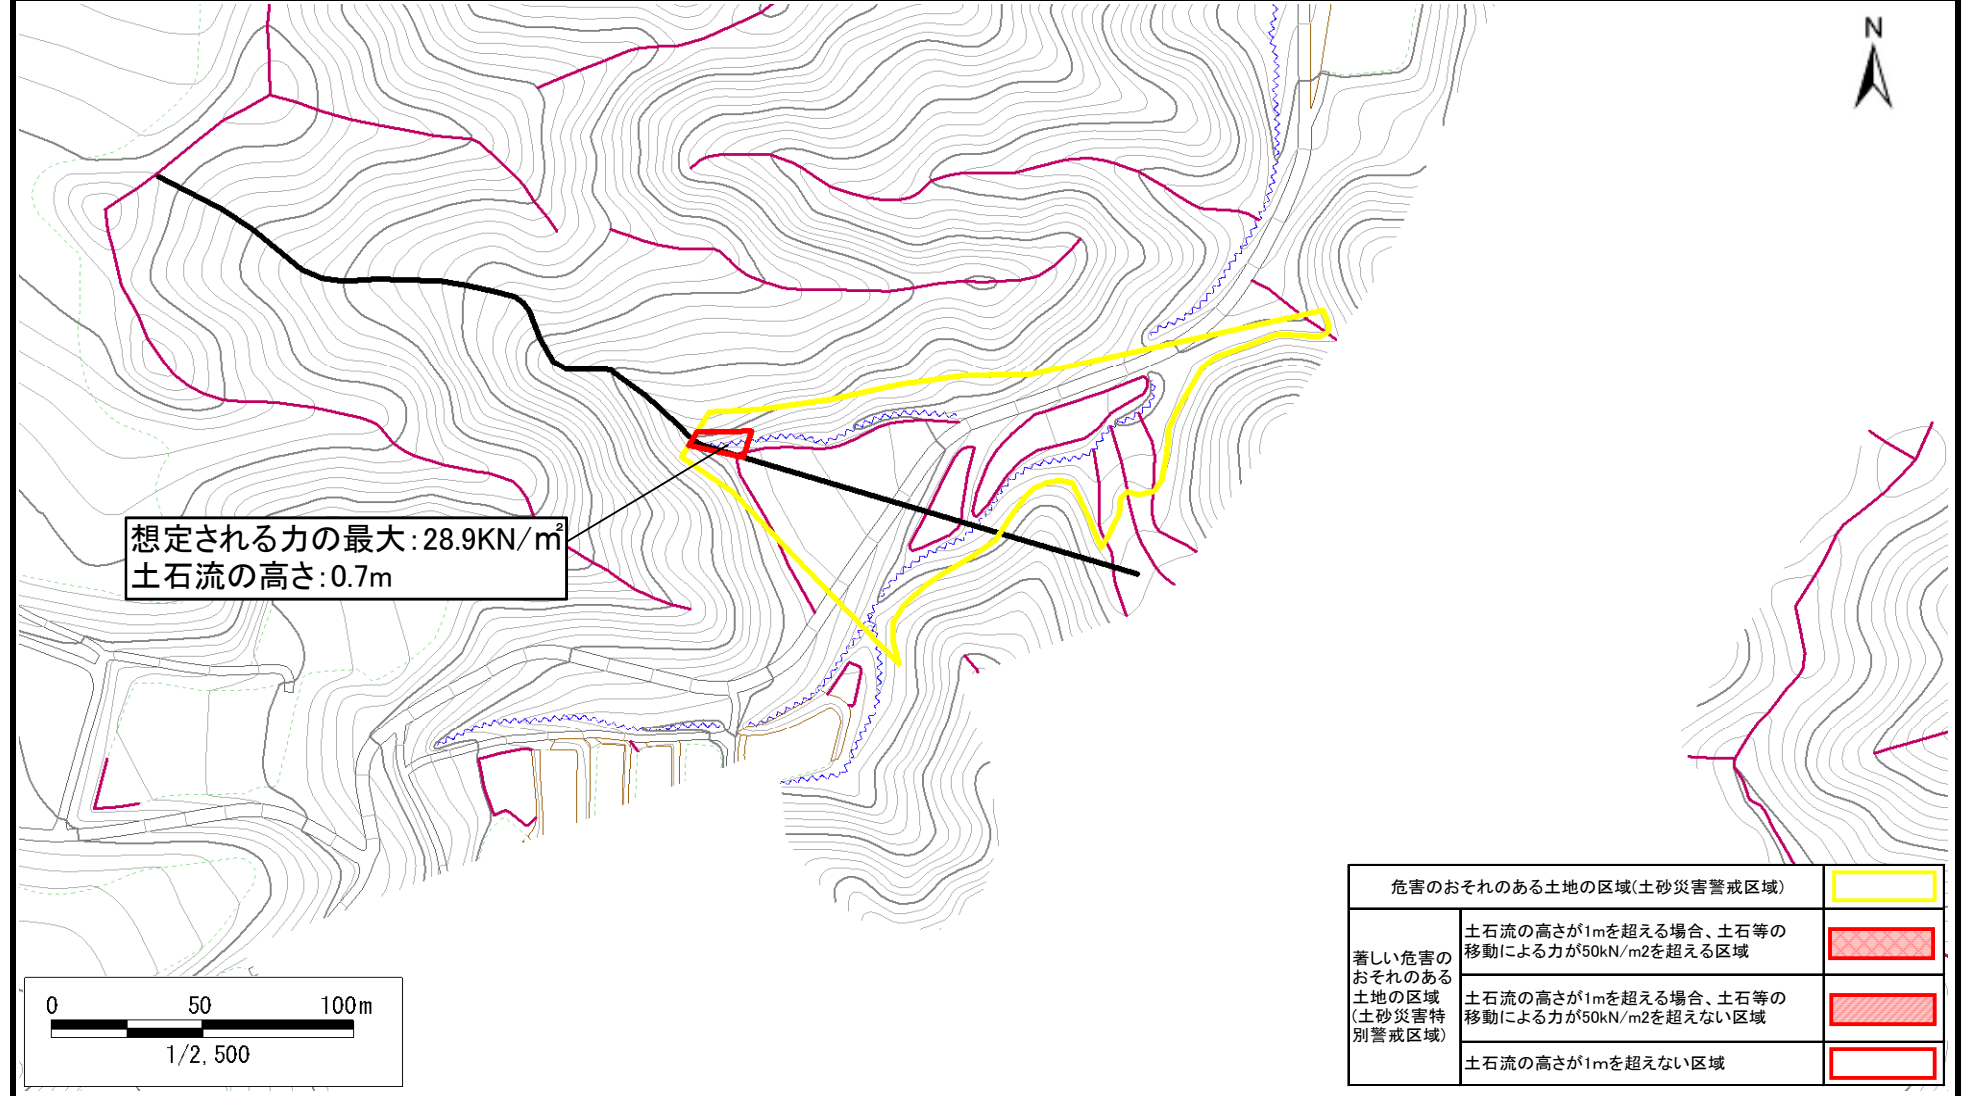 N
想定される力の最大:28.9KN/㎡
土石流の高さ:0.7m
0 50 100m
1/2,500
危害のおそれのある土地の区域(土砂災害警戒区域)
著しい危害の
おそれのある
土地の区域
(土砂災害特
別警戒区域)
土石流の高さが1mを超える場合、土石等の
移動による力が50kN/m2を超える区域
土石流の高さが1mを超える場合、土石等の
移動による力が50kN/m2を超えない区域
土石流の高さが1mを超えない区域